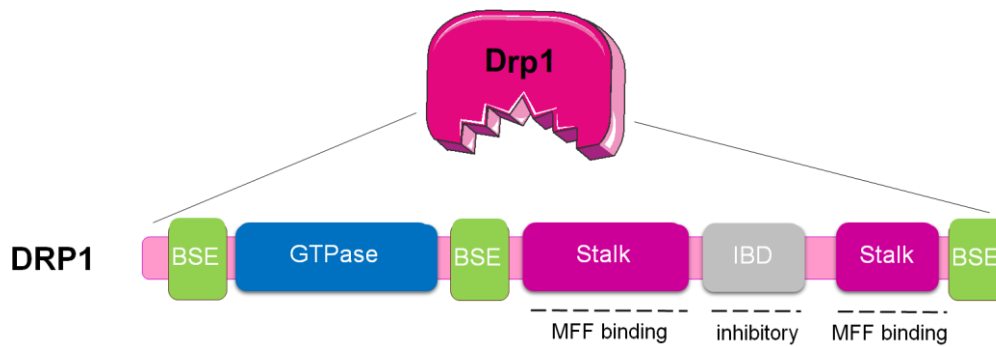 Drp1
DRP1
BSE GTPase BSE Stalk IBD Stalk BSE
MFF binding inhibitory MFF binding